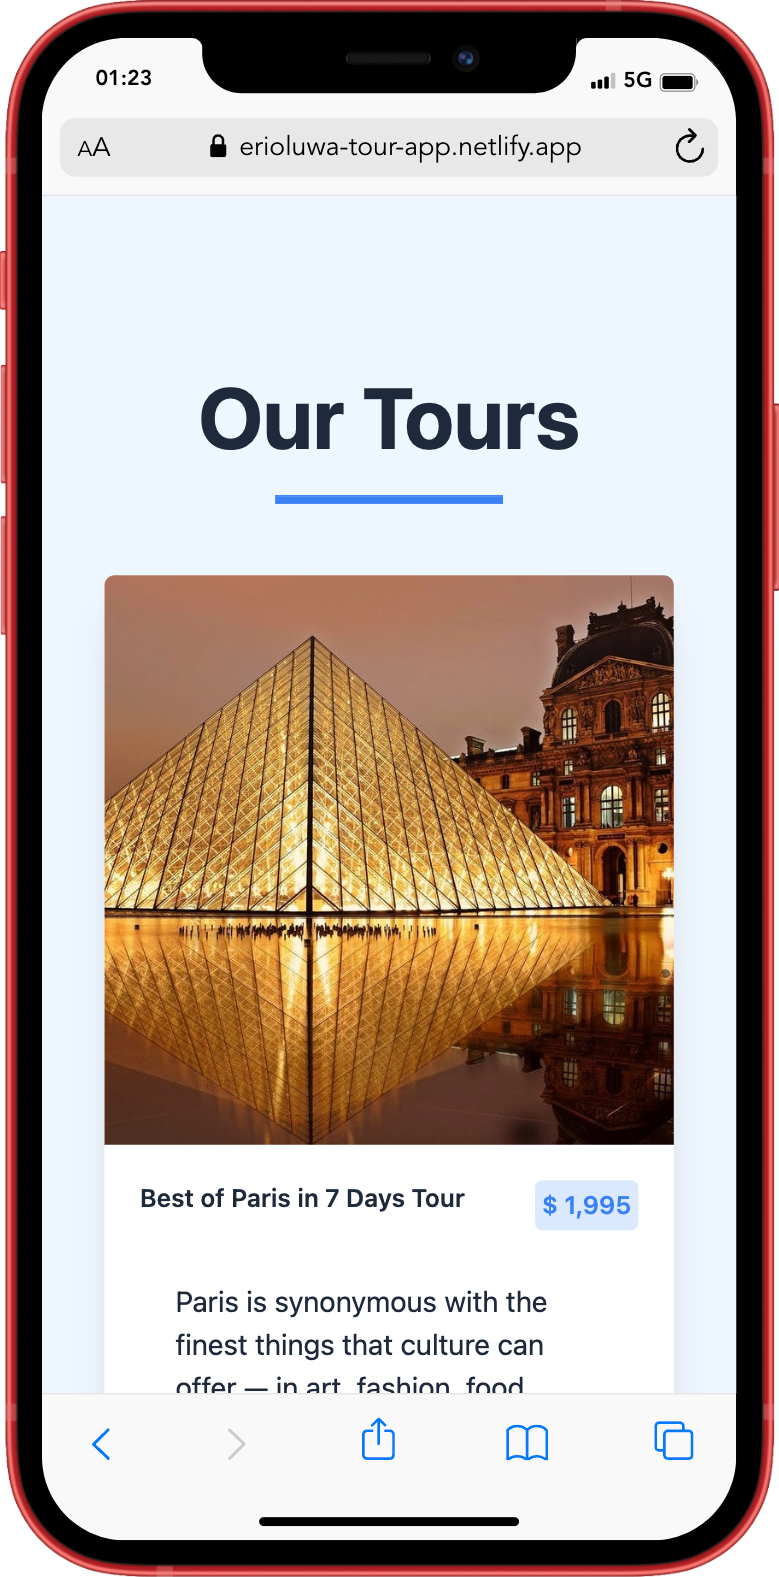 01:23
5G
AA
erioluwa-tour-app.netlify.app
Our Tours
Best of Paris in 7 Days Tour
$ 1,995
Paris is synonymous with the
finest things that culture can
offer — in art, fashion, food,